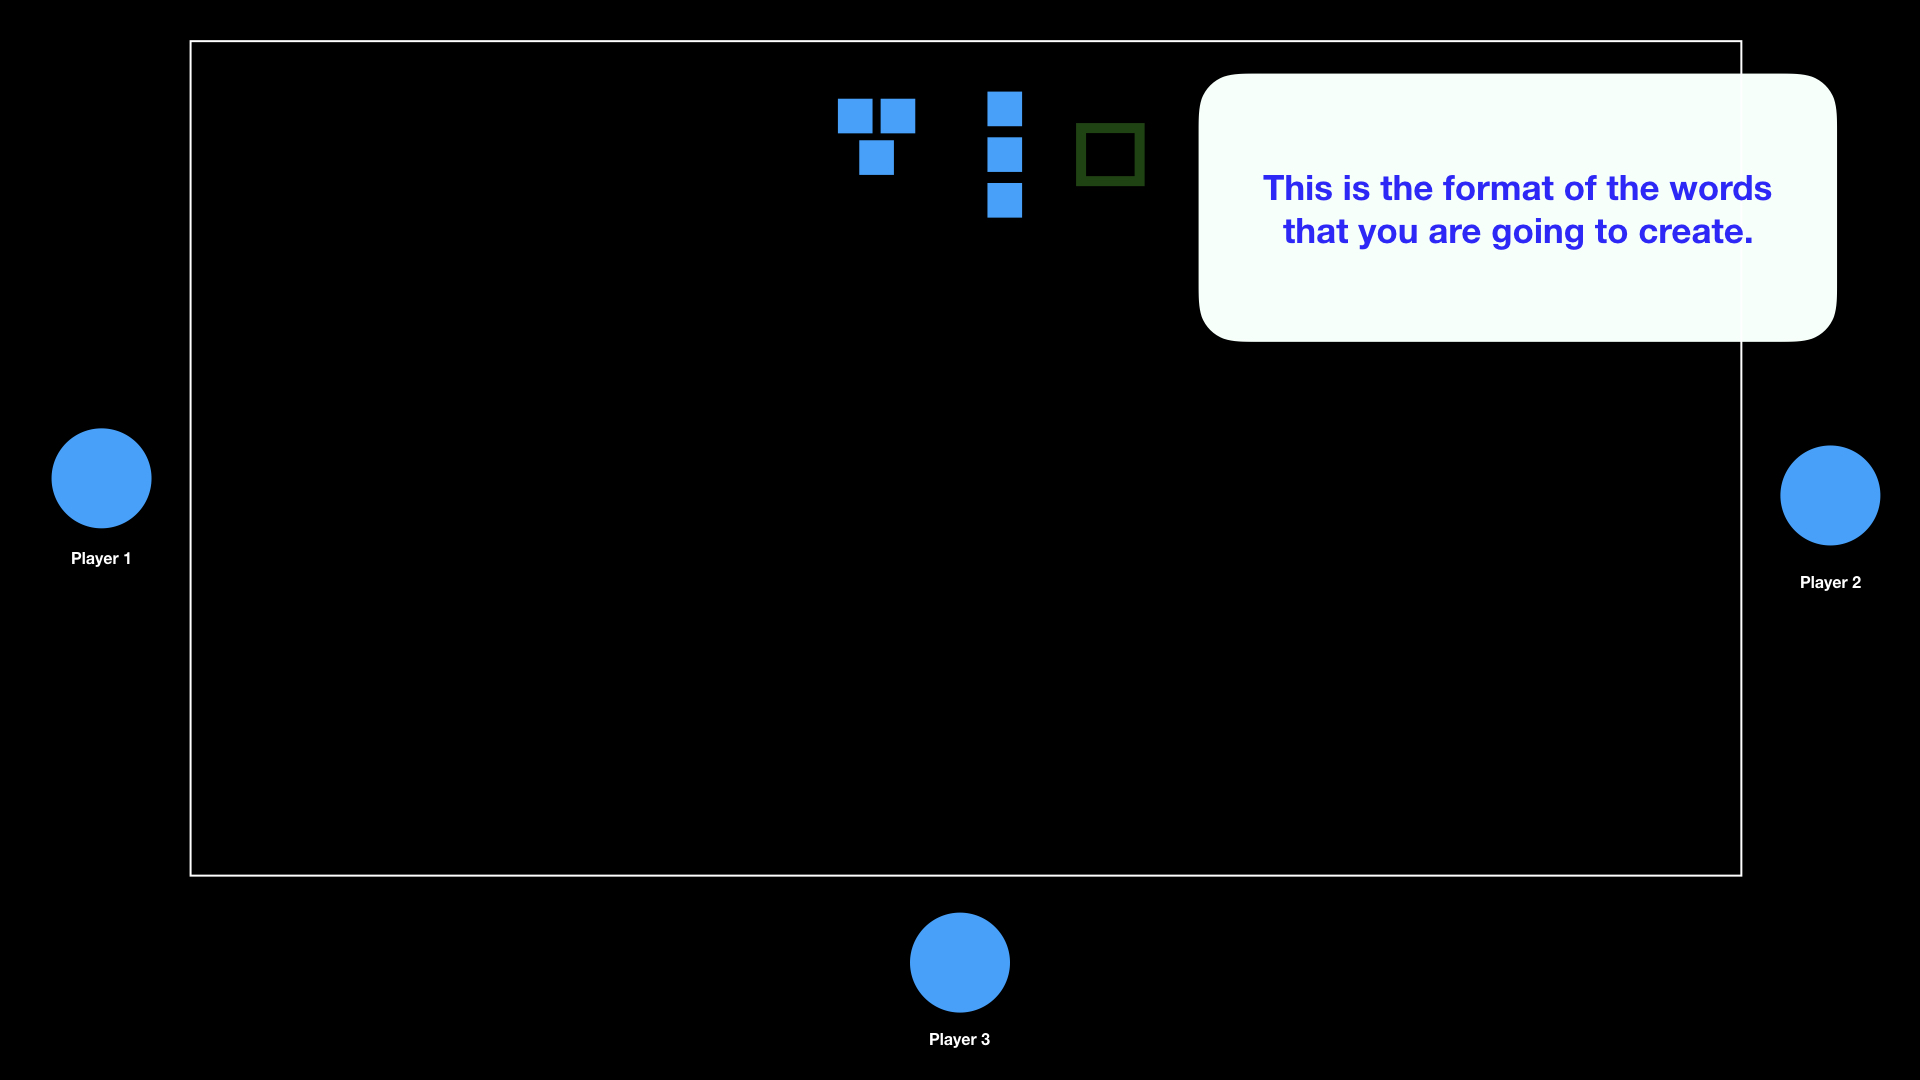 This is the format of the words
that you are going to create.
Player 1
Player 2
Player 3